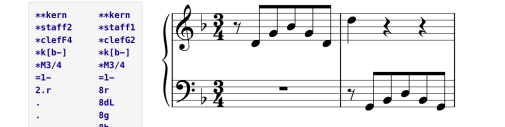 **kern **kern
*staff2 *staff1
*clefF4 *clefG2
*k[b-] *k[b-]
*M3/4 *M3/4
=1- =1-
2.r 8r
. 8dL
. 8g